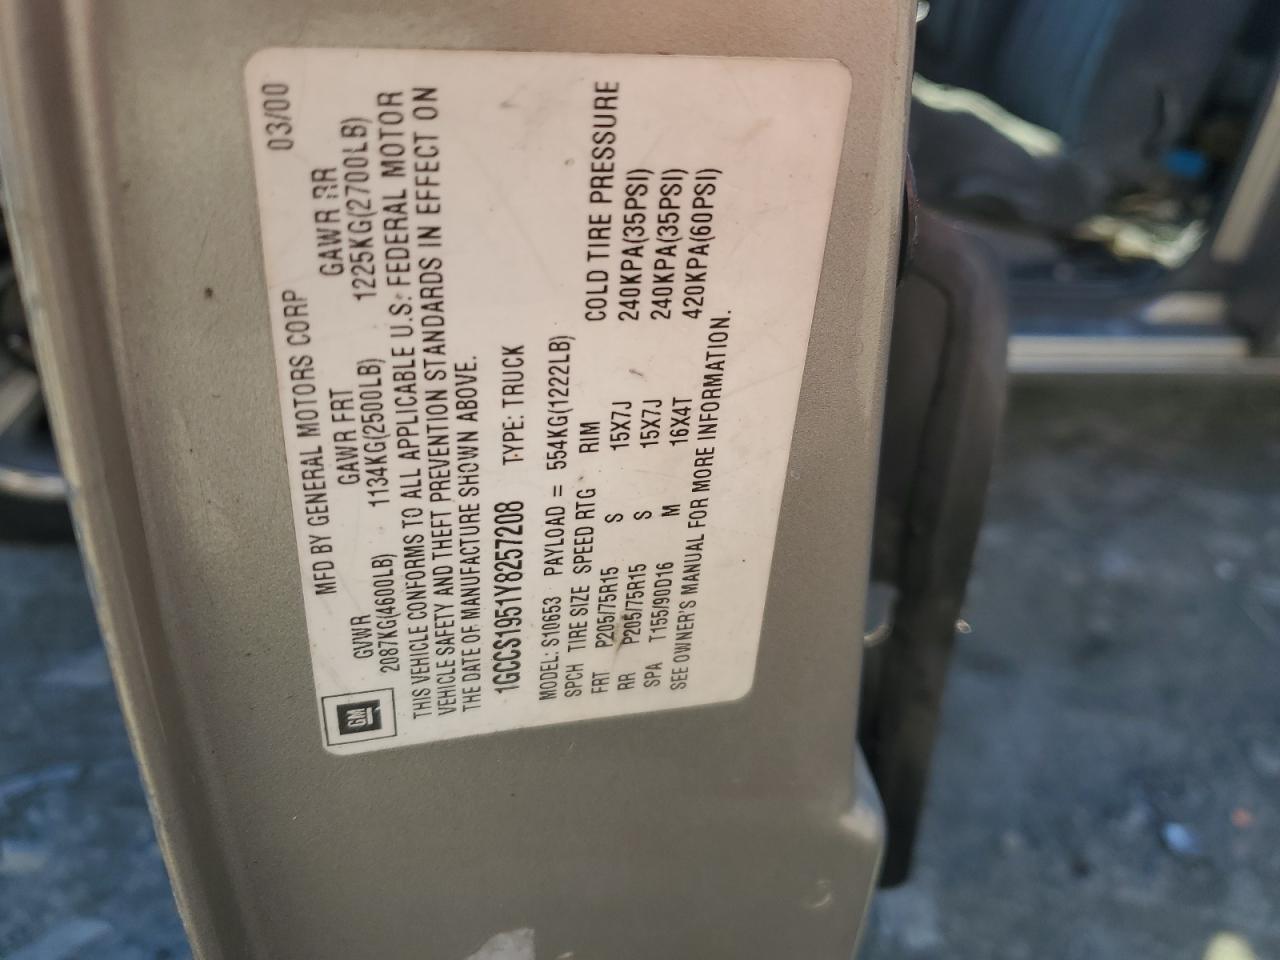 GM
MFD BY GENERAL MOTORS CORP 03/00
GVWR GAWR FRT GAWR RR
2087KG(4600LB) 1134KG(2500LB) 1225KG(2700LB)
THIS VEHICLE CONFORMS TO ALL APPLICABLE U.S. FEDERAL MOTOR
VEHICLE SAFETY AND THEFT PREVENTION STANDARDS IN EFFECT ON
THE DATE OF MANUFACTURE SHOWN ABOVE.
1GCCS1951Y8257208 TYPE: TRUCK
MODEL: S10653 PAYLOAD = 554KG(1222LB)
SPCH TIRE SIZE SPEED RTG RIM COLD TIRE PRESSURE
FRT P205/75R15 S 15X7J 240KPA(35PSI)
RR P205/75R15 S 15X7J 240KPA(35PSI)
SPA T155/90D16 M 16X4T 420KPA(60PSI)
SEE OWNER'S MANUAL FOR MORE INFORMATION.